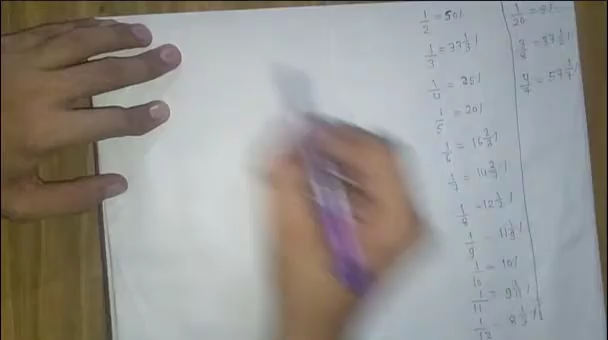 1/2 = 50%
1/3 = 33 1/3 %
1/4 = 25%
1/5 = 20%
1/6 = 16 2/3 %
1/7 = 14 2/7 %
1/8 = 12 1/2 %
1/9 = 11 1/9 %
1/10 = 10%
1/11 = 9 1/11 %
1/12 = 8 1/3 %
1/20 = 5%
3/8 = 37 1/2 %
4/7 = 57 1/7 %